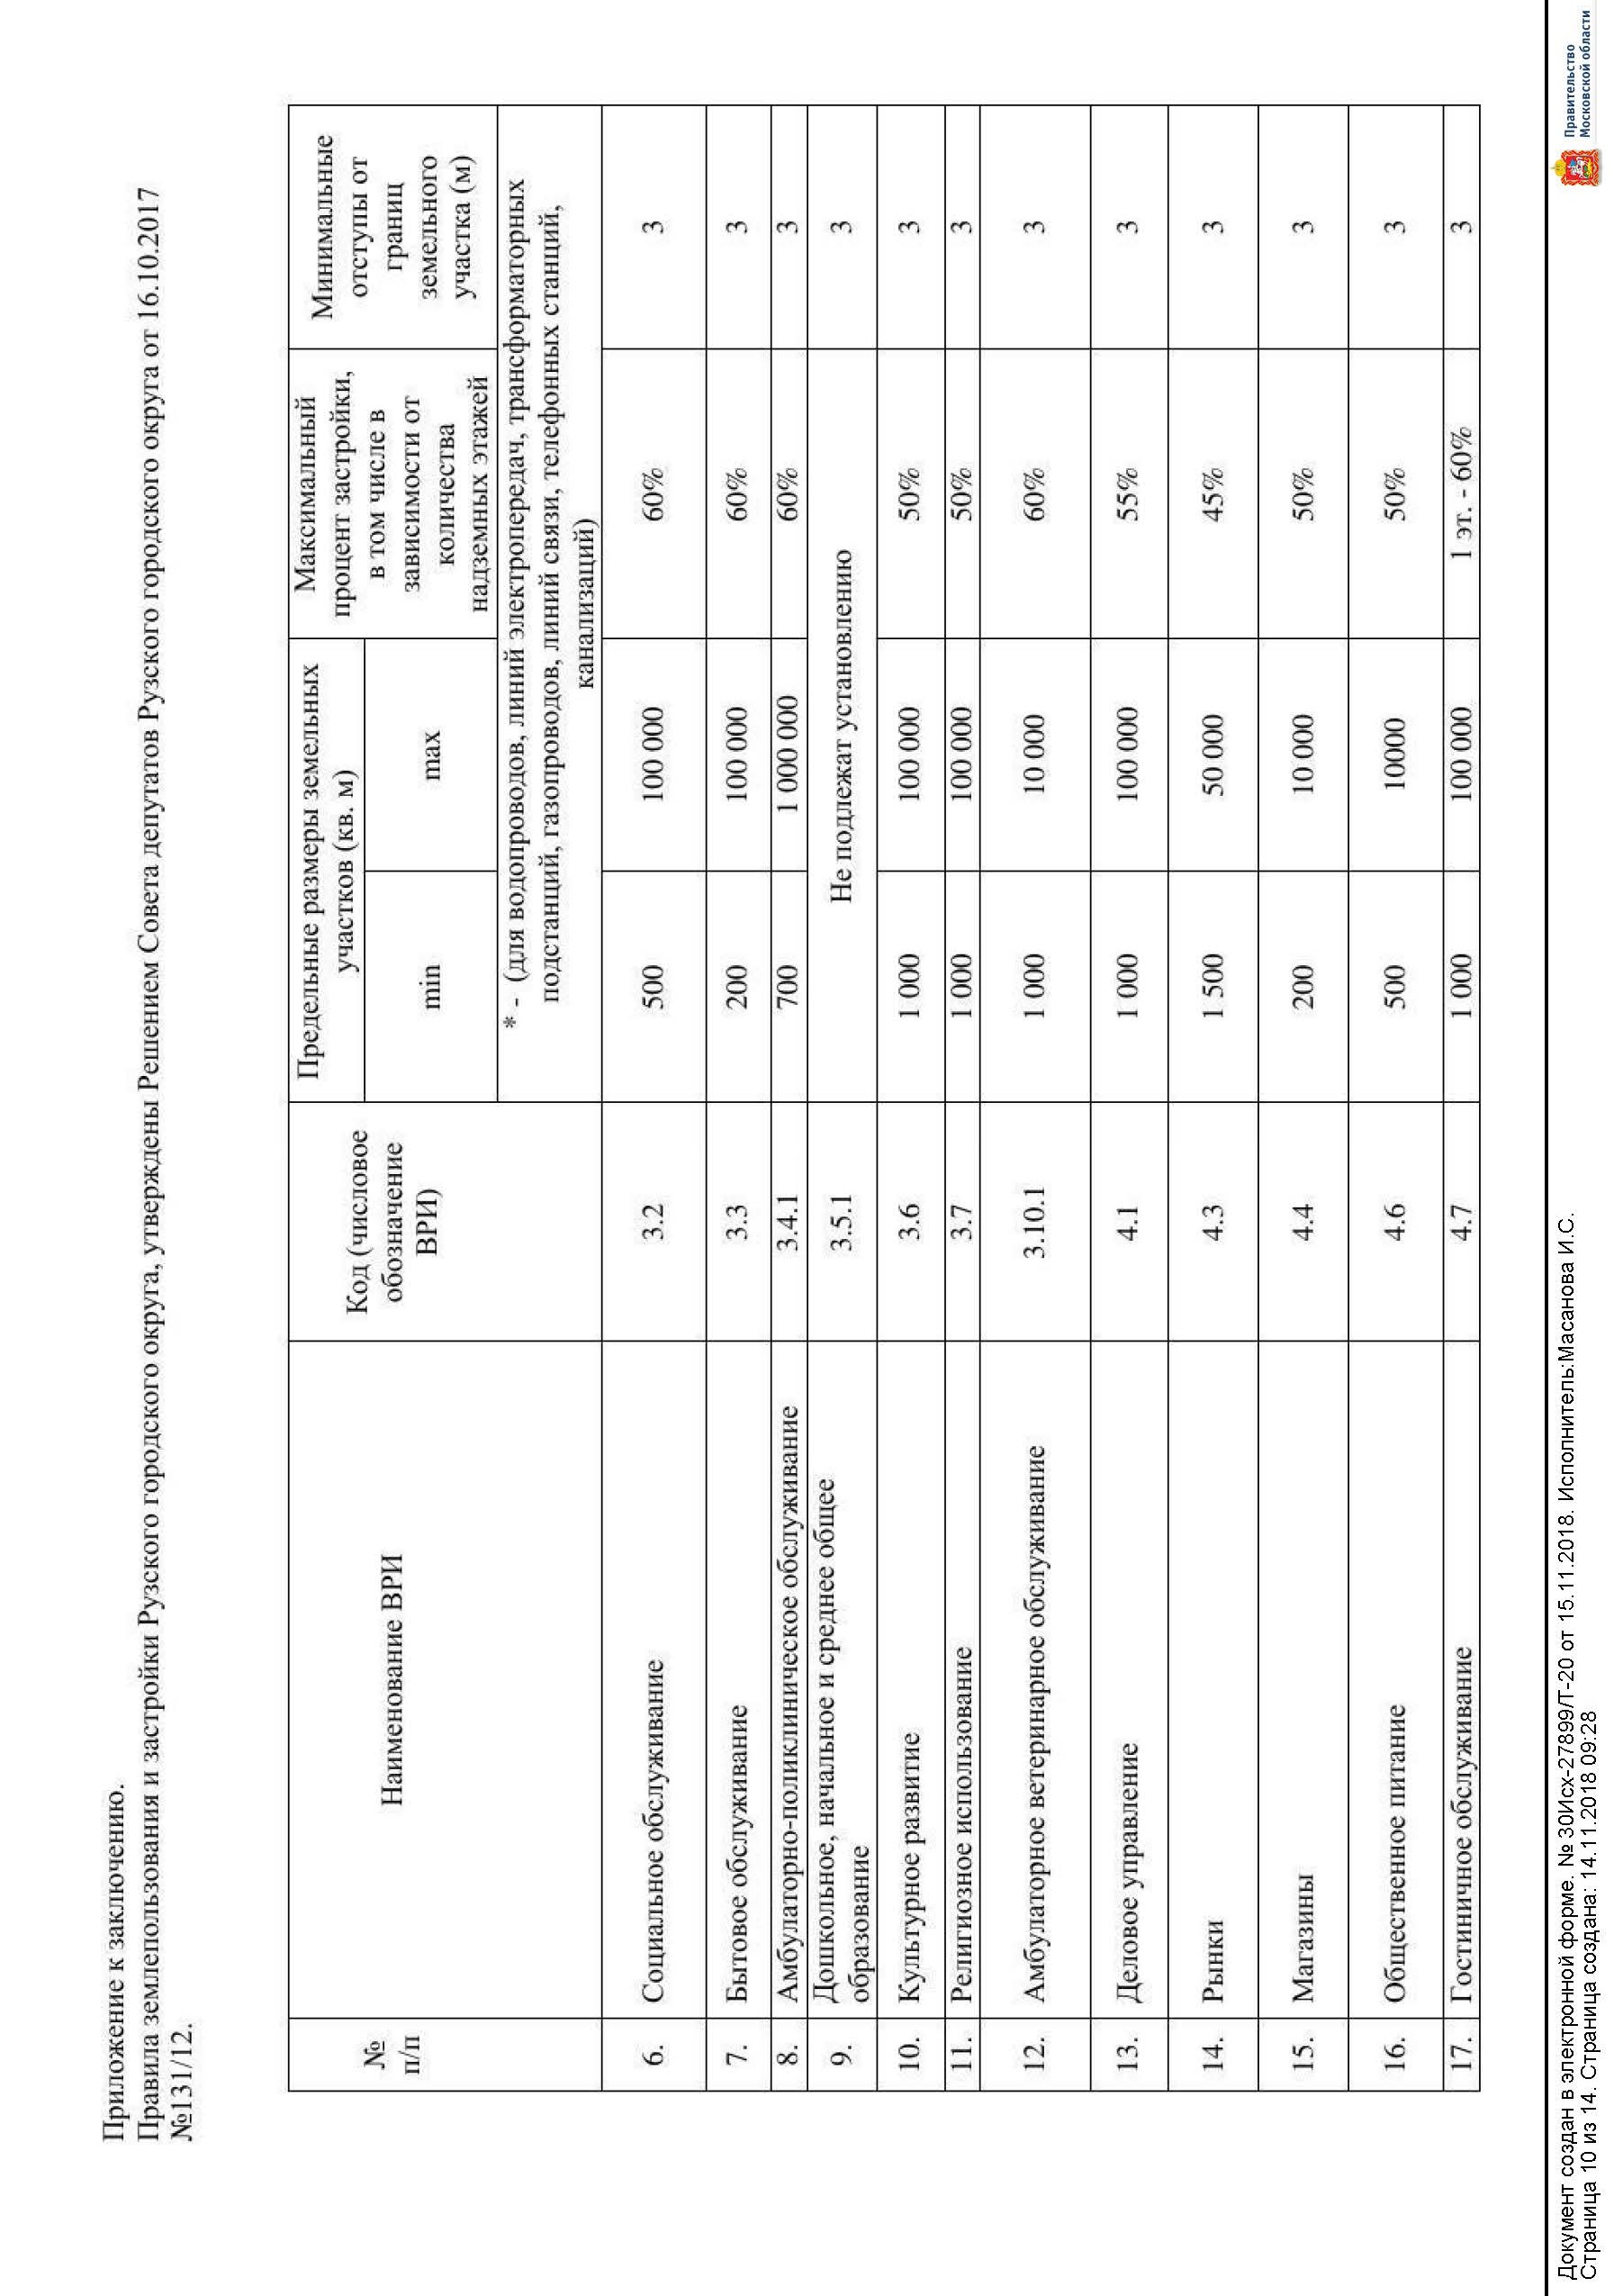 Приложение к заключению.
Правила землепользования и застройки Рузского городского округа, утверждены Решением Совета депутатов Рузского городского округа от 16.10.2017
№131/12.
№
п/п
Наименование ВРИ
Код (числовое
обозначение
ВРИ)
Предельные размеры земельных
участков (кв. м)
min
max
Максимальный
процент застройки,
в том числе в
зависимости от
количества
надземных этажей
Минимальные
отступы от
границ
земельного
участка (м)
* - (для водопроводов, линий электропередач, трансформаторных
подстанций, газопроводов, линий связи, телефонных станций,
канализаций)
6. Социальное обслуживание 3.2 500 100 000 60% 3
7. Бытовое обслуживание 3.3 200 100 000 60% 3
8. Амбулаторно-поликлиническое обслуживание 3.4.1 700 1 000 000 60% 3
9. Дошкольное, начальное и среднее общее
образование 3.5.1 Не подлежат установлению 3
10. Культурное развитие 3.6 1 000 100 000 50% 3
11. Религиозное использование 3.7 1 000 100 000 50% 3
12. Амбулаторное ветеринарное обслуживание 3.10.1 1 000 10 000 60% 3
13. Деловое управление 4.1 1 000 100 000 55% 3
14. Рынки 4.3 1 500 50 000 45% 3
15. Магазины 4.4 200 10 000 50% 3
16. Общественное питание 4.6 500 10000 50% 3
17. Гостиничное обслуживание 4.7 1 000 100 000 1 эт. - 60% 3
Документ создан в электронной форме. № 30Исх-27899/Т-20 от 15.11.2018. Исполнитель:Масанова И.С.
Страница 10 из 14. Страница создана: 14.11.2018 09:28
Правительство
Московской области